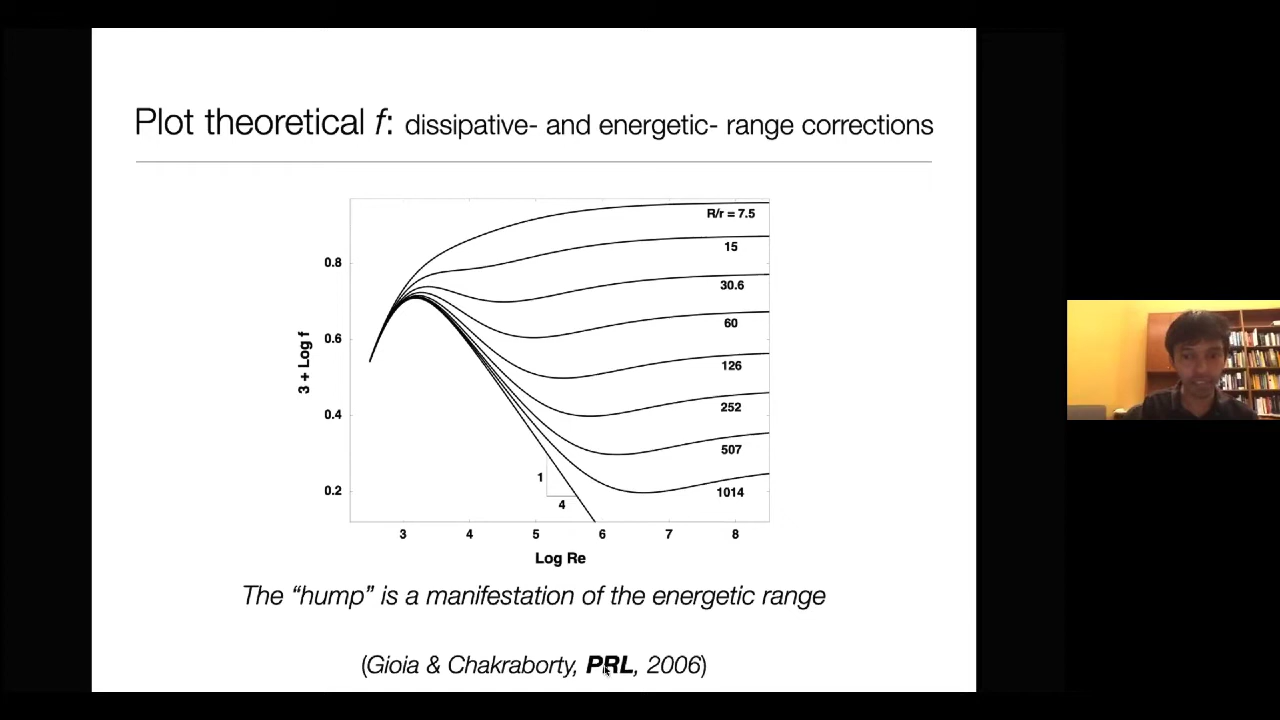 Plot theoretical f: dissipative- and energetic- range corrections
R/r = 7.5
15
30.6
60
126
252
507
1014
0.8
0.6
0.4
0.2
3 + Log f
1
4
3 4 5 6 7 8
Log Re
The “hump” is a manifestation of the energetic range
(Gioia & Chakraborty, PRL, 2006)